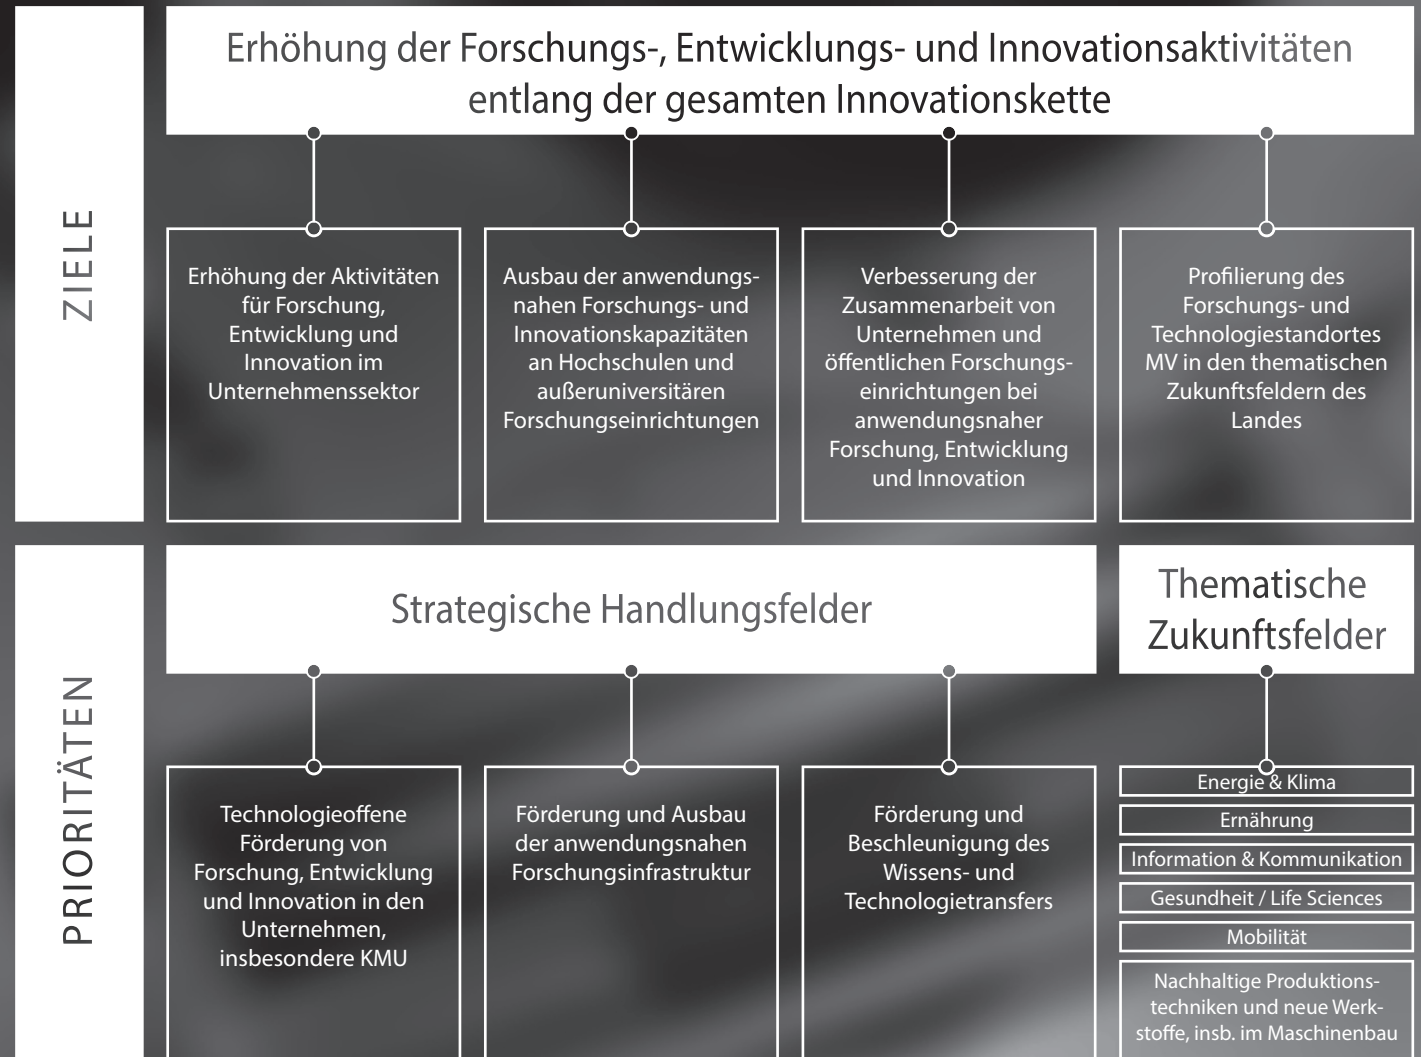 ZIELE
Erhöhung der Forschungs-, Entwicklungs- und Innovationsaktivitäten
entlang der gesamten Innovationskette
Erhöhung der Aktivitäten
für Forschung,
Entwicklung und
Innovation im
Unternehmenssektor
Ausbau der anwendungs-
nahen Forschungs- und
Innovationskapazitäten
an Hochschulen und
außeruniversitären
Forschungseinrichtungen
Verbesserung der
Zusammenarbeit von
Unternehmen und
öffentlichen Forschungs-
einrichtungen bei
anwendungsnaher
Forschung, Entwicklung
und Innovation
Profilierung des
Forschungs- und
Technologiestandortes
MV in den thematischen
Zukunftsfeldern des
Landes
PRIORITÄTEN
Strategische Handlungsfelder
Technologieoffene
Förderung von
Forschung, Entwicklung
und Innovation in den
Unternehmen,
insbesondere KMU
Förderung und Ausbau
der anwendungsnahen
Forschungsinfrastruktur
Förderung und
Beschleunigung des
Wissens- und
Technologietransfers
Thematische
Zukunftsfelder
Energie & Klima
Ernährung
Information & Kommunikation
Gesundheit / Life Sciences
Mobilität
Nachhaltige Produktions-
techniken und neue Werk-
stoffe, insb. im Maschinenbau